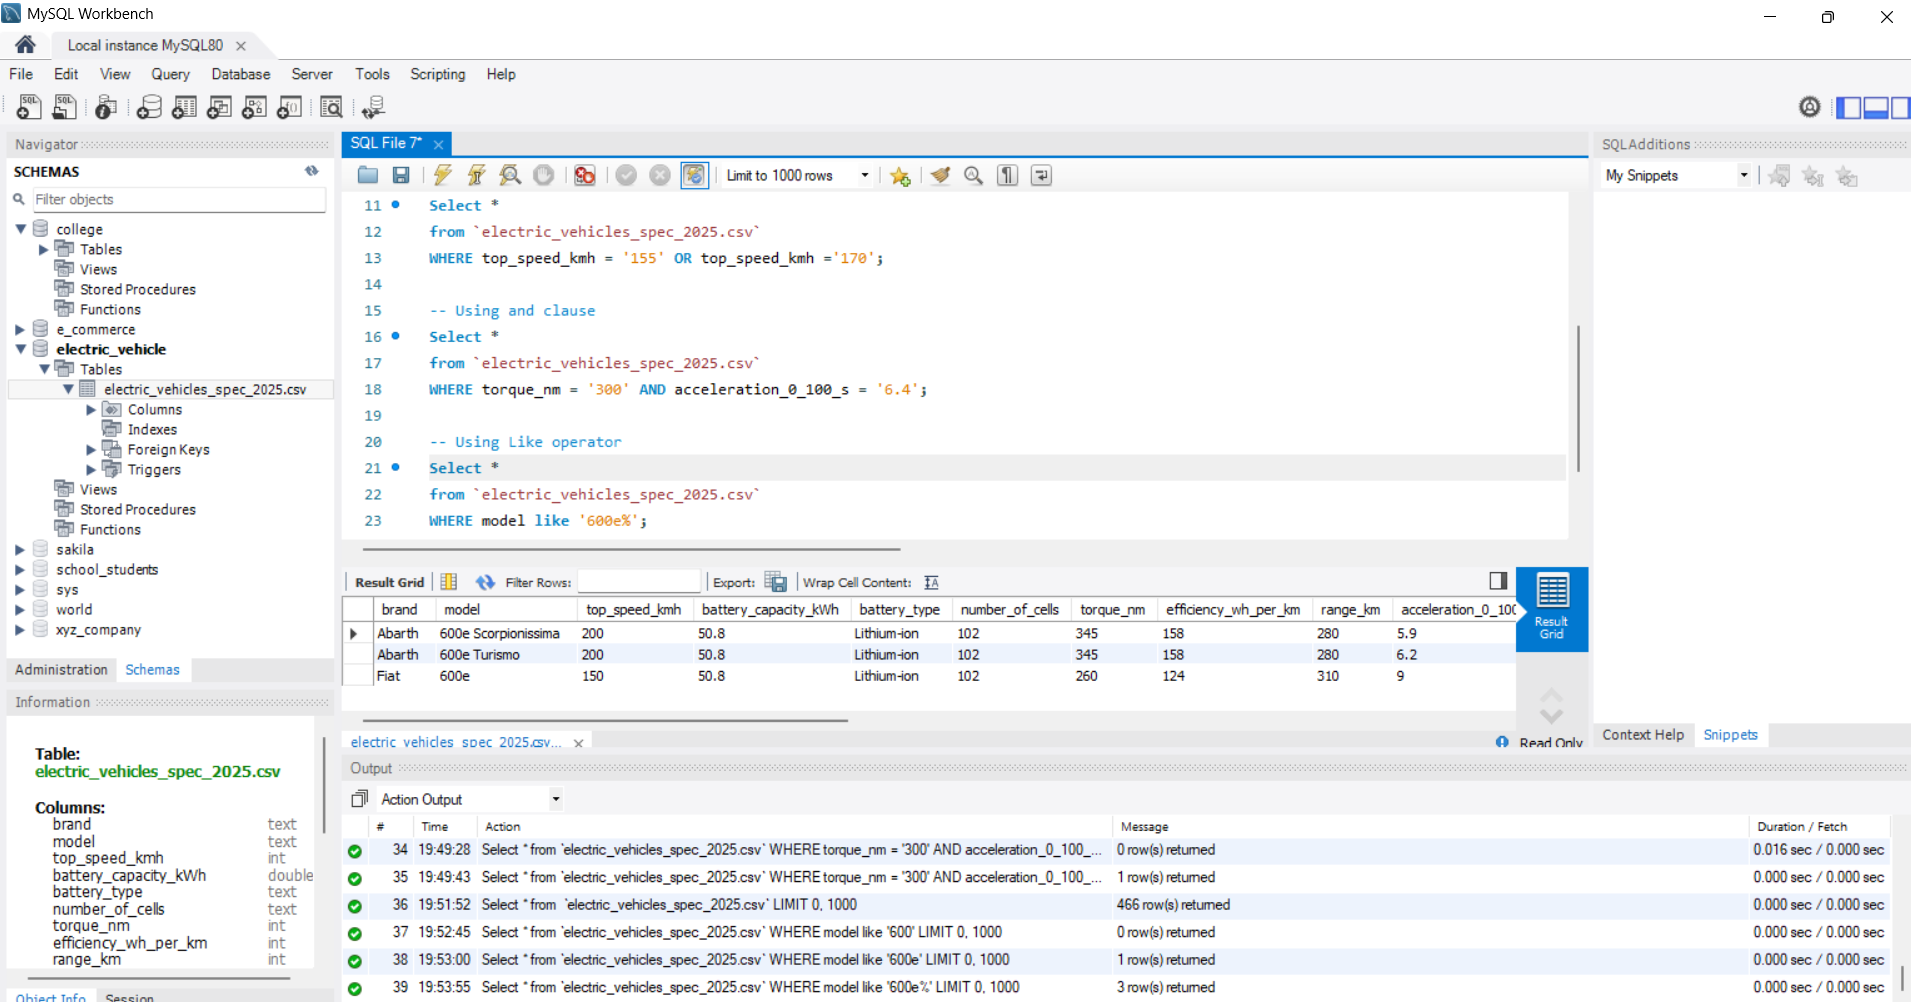 MySQL Workbench
Local instance MySQL80
File Edit View Query Database Server Tools Scripting Help
Navigator
SCHEMAS
Filter objects
college
Tables
Views
Stored Procedures
Functions
e_commerce
electric_vehicle
Tables
electric_vehicles_spec_2025.csv
Columns
Indexes
Foreign Keys
Triggers
Views
Stored Procedures
Functions
sakila
school_students
sys
world
xyz_company
Administration Schemas
Information
Table:
electric_vehicles_spec_2025.csv
Columns:
brand text
model text
top_speed_kmh int
battery_capacity_kWh double
battery_type text
number_of_cells text
torque_nm int
efficiency_wh_per_km int
range_km int
Object Info Session
SQL File 7*
Limit to 1000 rows
11 Select *
12 from `electric_vehicles_spec_2025.csv`
13 WHERE top_speed_kmh = '155' OR top_speed_kmh ='170';
14
15 -- Using and clause
16 Select *
17 from `electric_vehicles_spec_2025.csv`
18 WHERE torque_nm = '300' AND acceleration_0_100_s = '6.4';
19
20 -- Using Like operator
21 Select *
22 from `electric_vehicles_spec_2025.csv`
23 WHERE model like '600e%';
Result Grid Filter Rows: Export: Wrap Cell Content:
brand model top_speed_kmh battery_capacity_kWh battery_type number_of_cells torque_nm efficiency_wh_per_km range_km acceleration_0_100
Abarth 600e Scorpionissima 200 50.8 Lithium-ion 102 345 158 280 5.9
Abarth 600e Turismo 200 50.8 Lithium-ion 102 345 158 280 6.2
Fiat 600e 150 50.8 Lithium-ion 102 260 124 310 9
Result
Grid
electric_vehicles_spec_2025.csv...
Read Only
SQLAdditions
My Snippets
Context Help Snippets
Output
Action Output
# Time Action Message Duration / Fetch
34 19:49:28 Select * from `electric_vehicles_spec_2025.csv` WHERE torque_nm = '300' AND acceleration_0_100_... 0 row(s) returned 0.016 sec / 0.000 sec
35 19:49:43 Select * from `electric_vehicles_spec_2025.csv` WHERE torque_nm = '300' AND acceleration_0_100_... 1 row(s) returned 0.000 sec / 0.000 sec
36 19:51:52 Select * from `electric_vehicles_spec_2025.csv` LIMIT 0, 1000 466 row(s) returned 0.000 sec / 0.000 sec
37 19:52:45 Select * from `electric_vehicles_spec_2025.csv` WHERE model like '600' LIMIT 0, 1000 0 row(s) returned 0.000 sec / 0.000 sec
38 19:53:00 Select * from `electric_vehicles_spec_2025.csv` WHERE model like '600e' LIMIT 0, 1000 1 row(s) returned 0.000 sec / 0.000 sec
39 19:53:55 Select * from `electric_vehicles_spec_2025.csv` WHERE model like '600e%' LIMIT 0, 1000 3 row(s) returned 0.000 sec / 0.000 sec